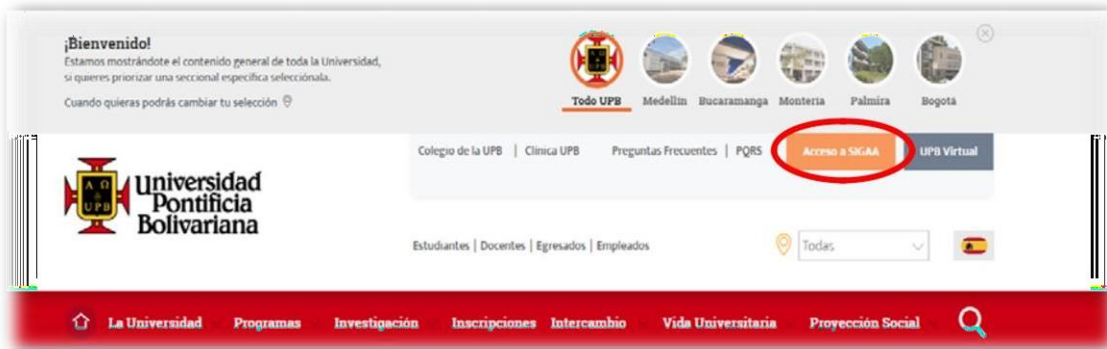 ¡Bienvenido!
Estamos mostrándote el contenido general de toda la Universidad,
si quieres priorizar una seccional específica selecciónala.
Cuando quieras podrás cambiar tu selección
Todo UPB Medellín Bucaramanga Montería Palmira Bogotá
Colegio de la UPB | Clínica UPB Preguntas Frecuentes | PQRS Acceso a SIGAA UPB Virtual
Α Ω
UPB
Universidad
Pontificia
Bolivariana
Estudiantes | Docentes | Egresados | Empleados Todas
La Universidad Programas Investigación Inscripciones Intercambio Vida Universitaria Proyección Social